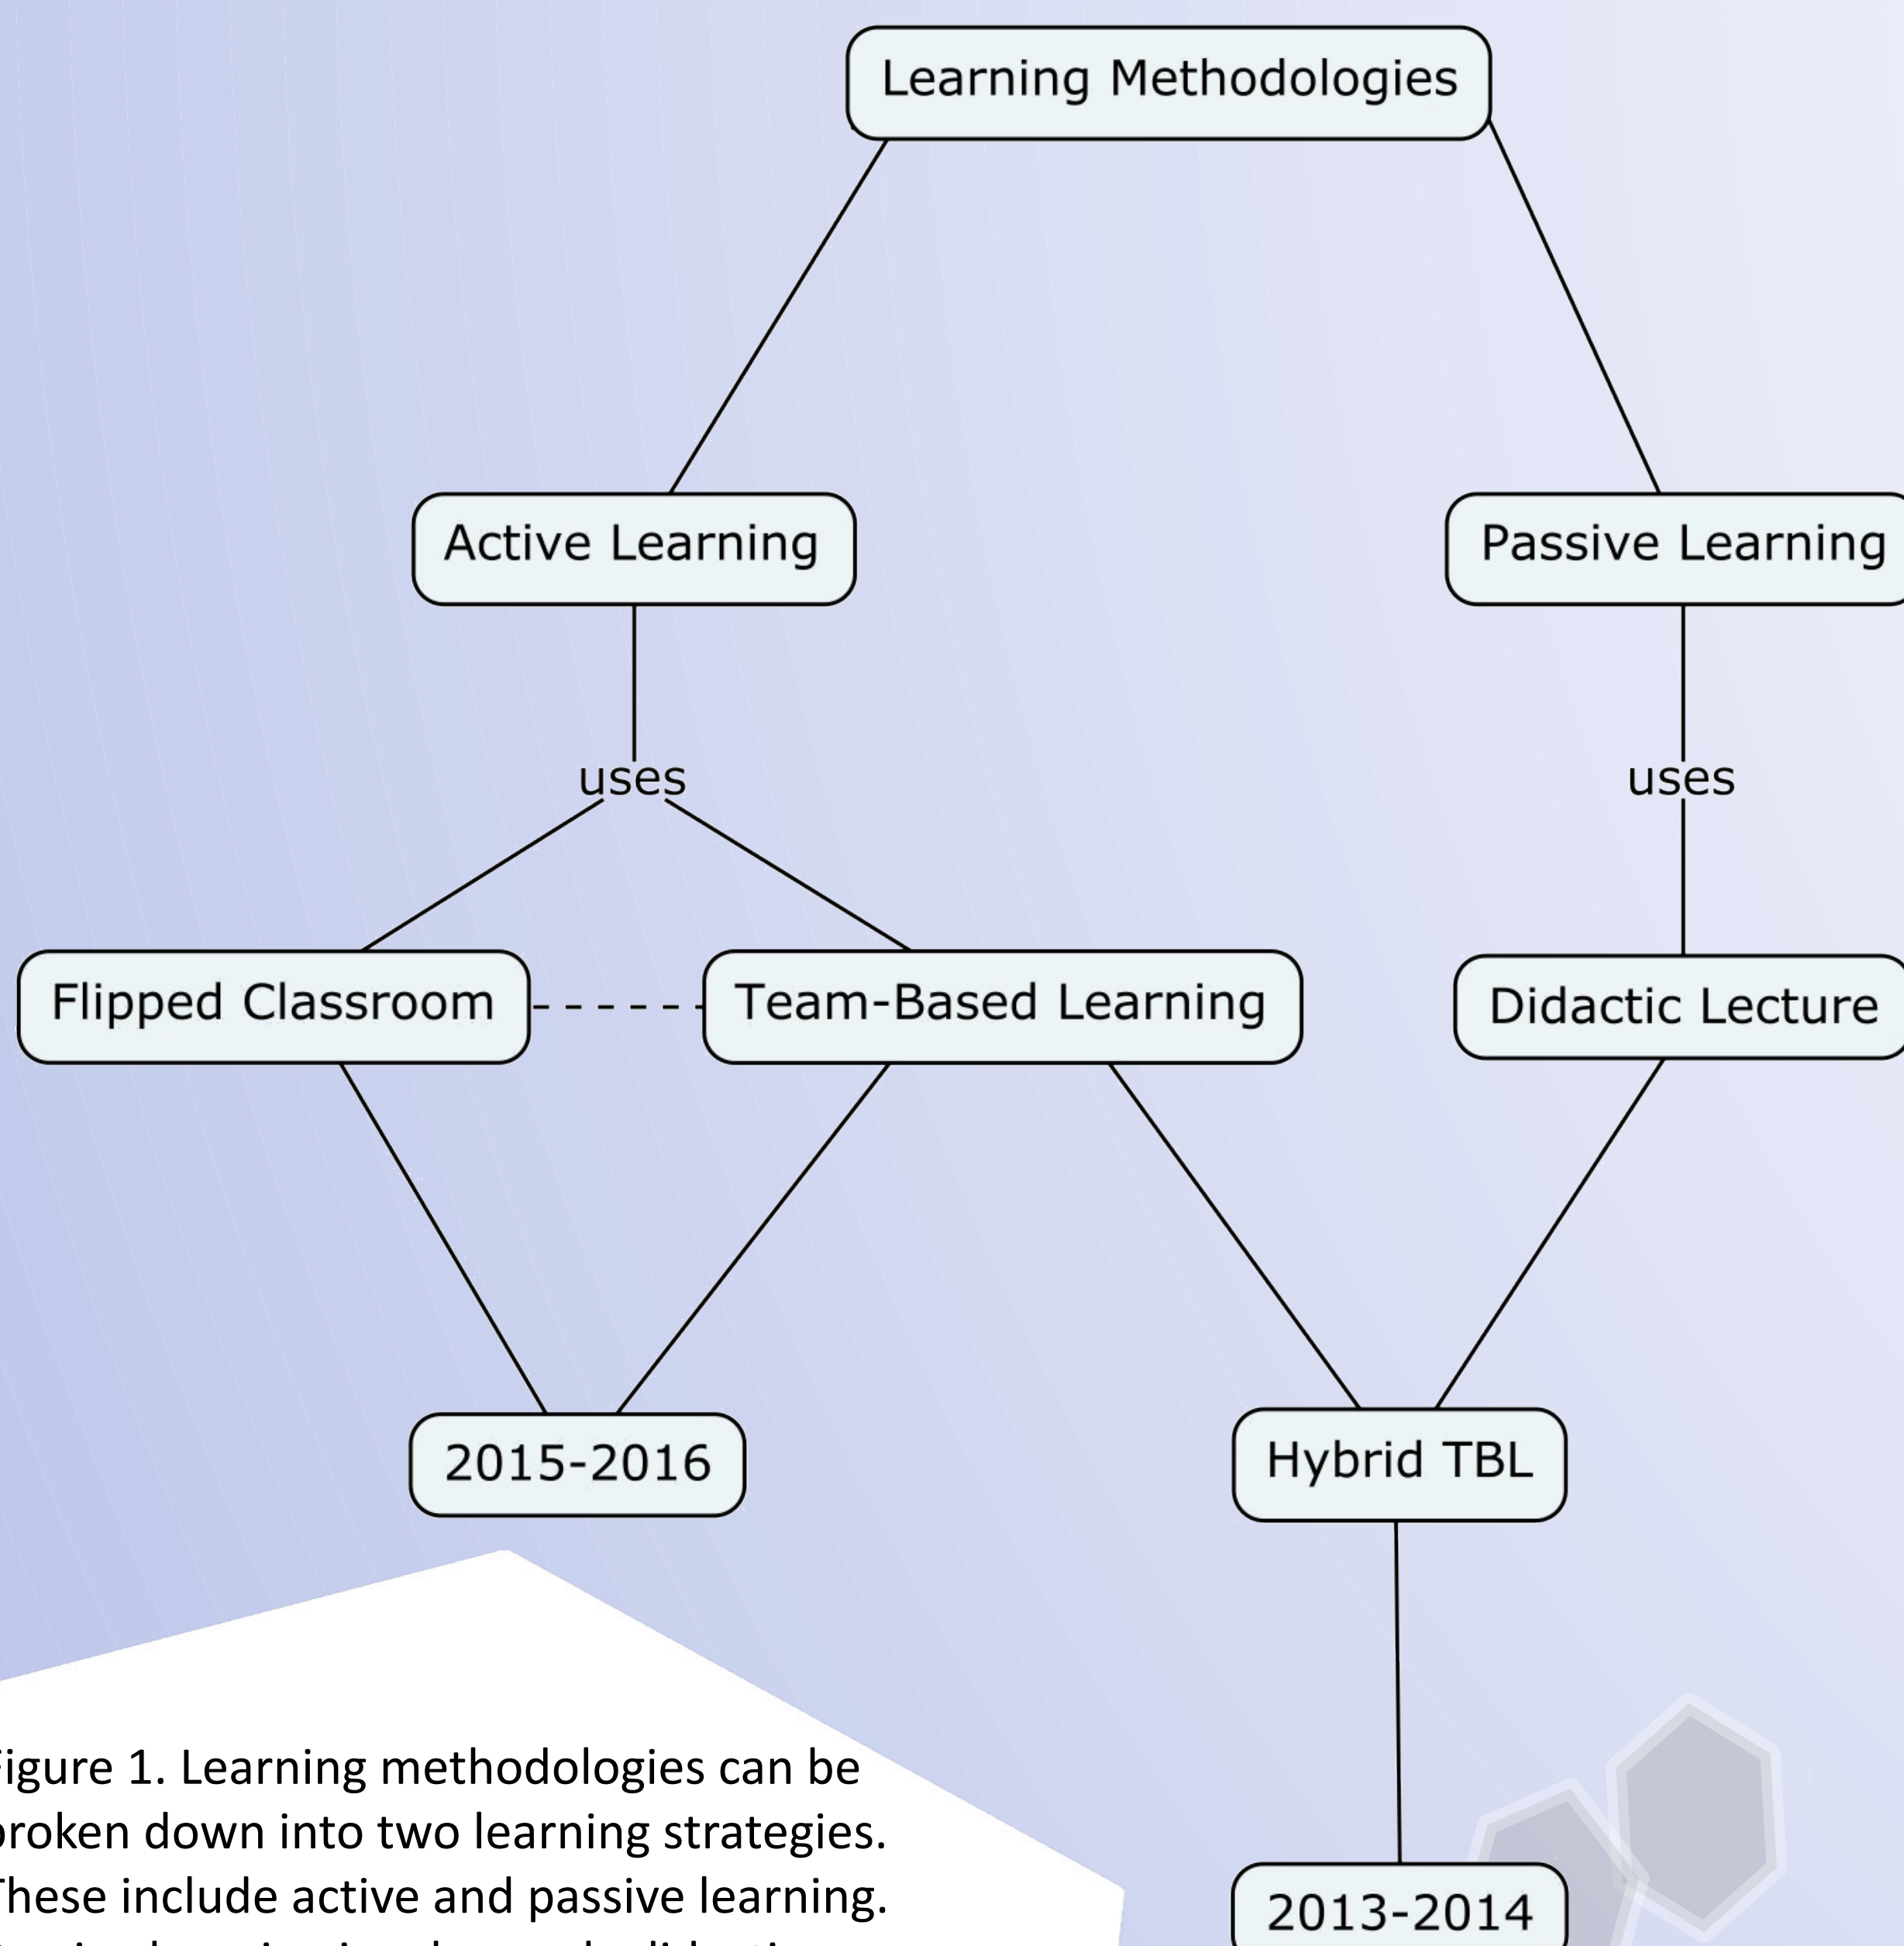 Learning Methodologies
Active Learning
Passive Learning
uses
uses
Flipped Classroom
Team-Based Learning
Didactic Lecture
2015-2016
Hybrid TBL
2013-2014
igure 1. Learning methodologies can be
roken down into two learning strategies.
hese include active and passive learning.